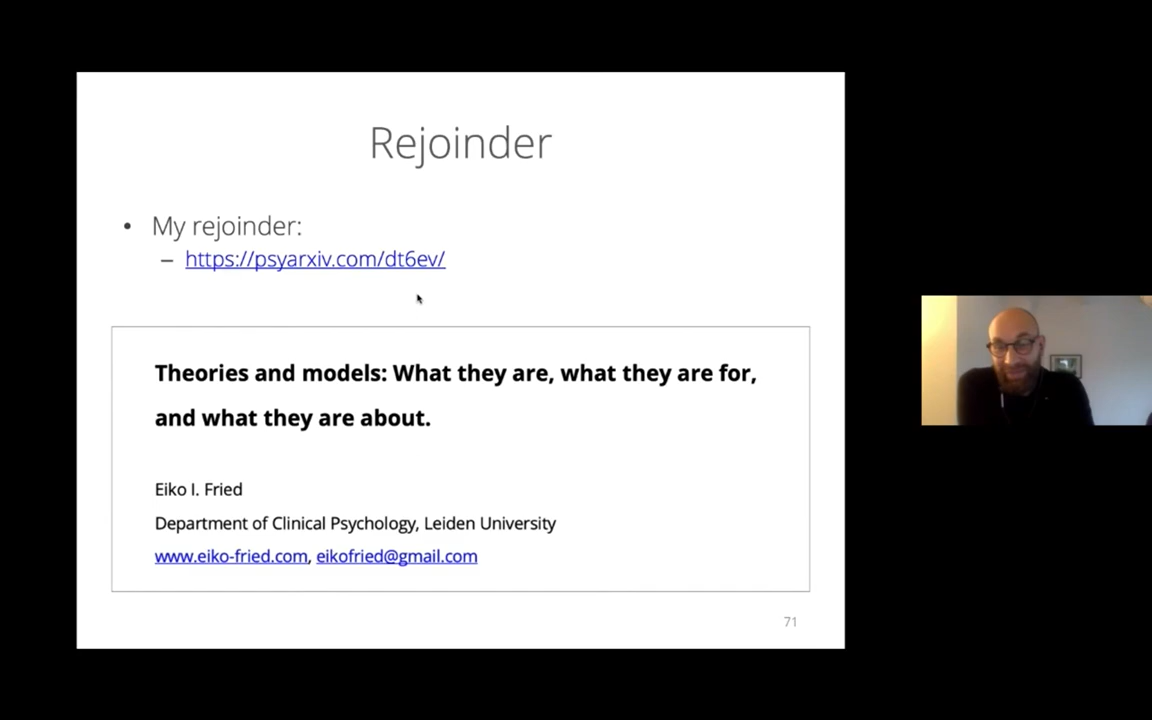 Rejoinder
• My rejoinder:
– https://psyarxiv.com/dt6ev/
Theories and models: What they are, what they are for,
and what they are about.
Eiko I. Fried
Department of Clinical Psychology, Leiden University
www.eiko-fried.com, eikofried@gmail.com
71